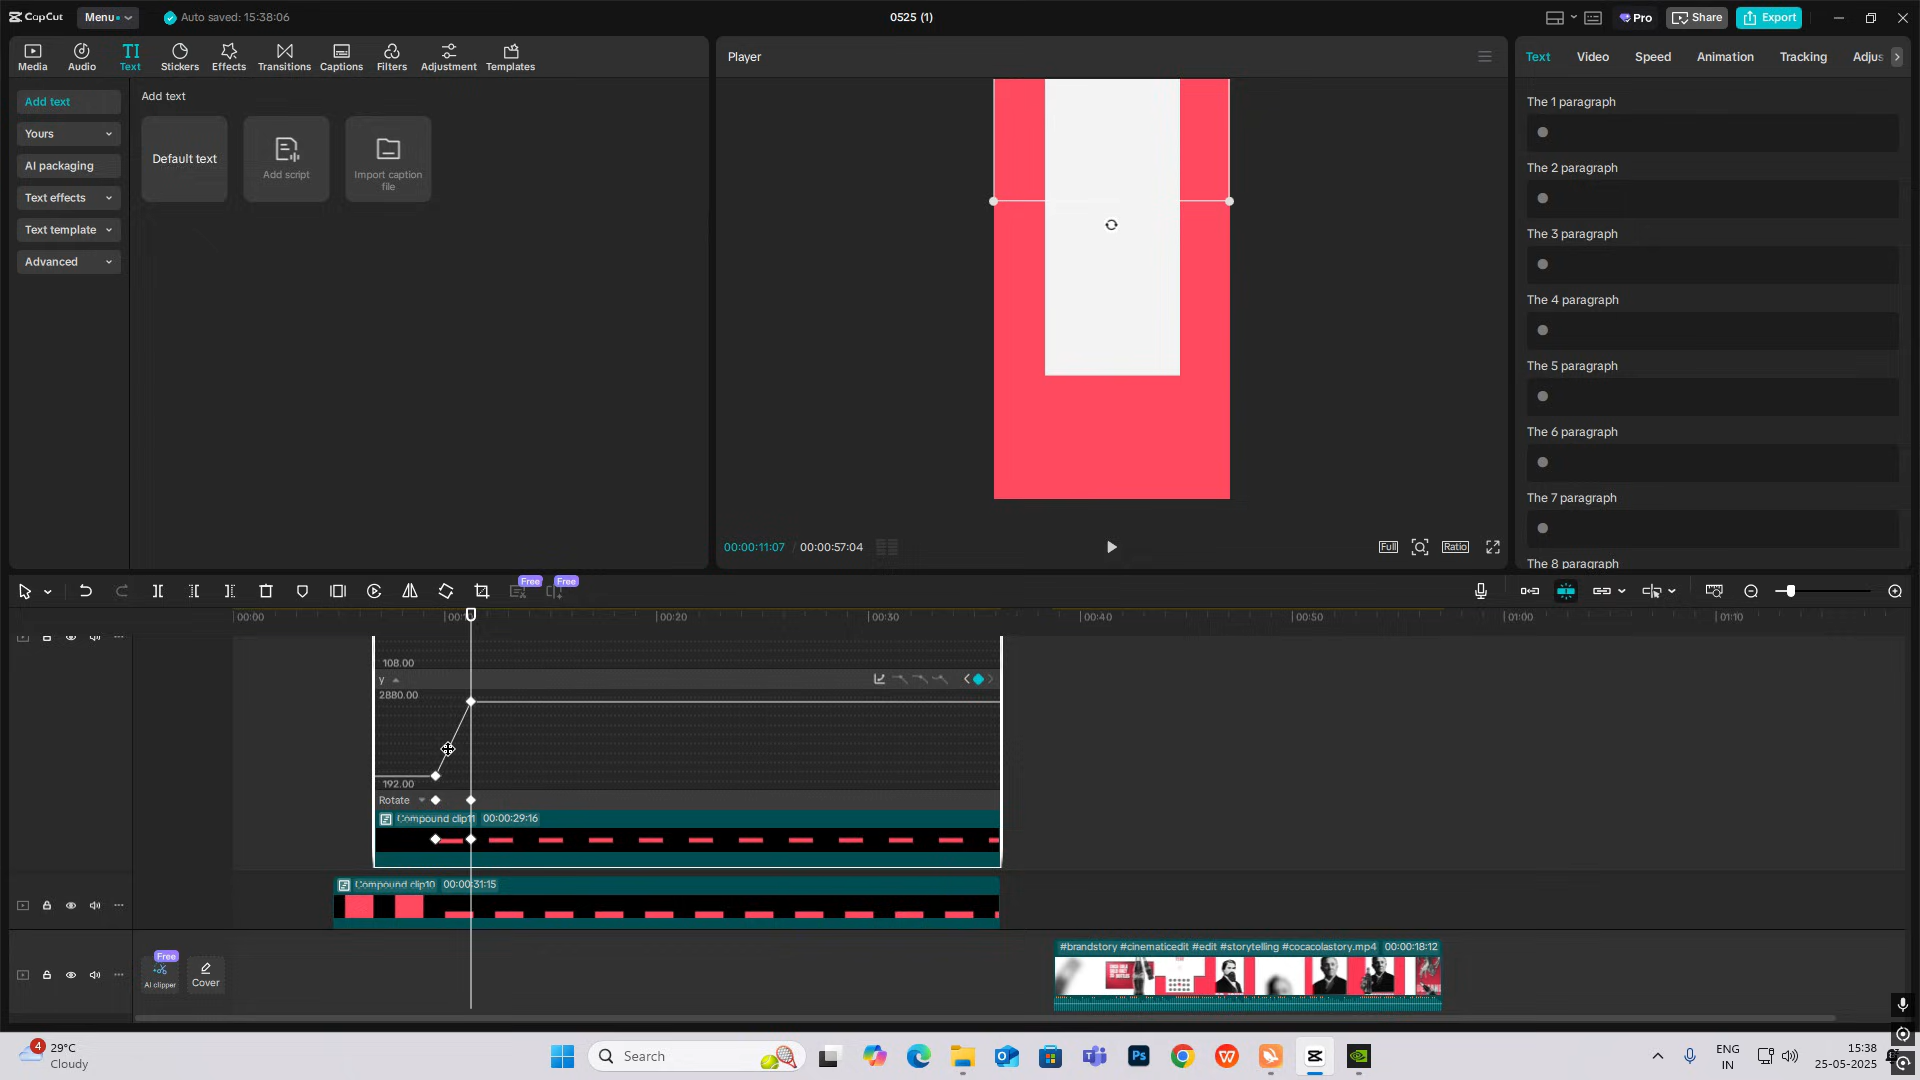 CapCut
Menu
Auto saved: 15:38:06
0525 (1)
Pro
Share
Export
Media
Audio
TI
Text
Stickers
Effects
Transitions
Captions
Filters
Adjustment
Templates
Add text
Yours
AI packaging
Text effects
Text template
Advanced
Add text
Default text
Add script
Import caption
file
Player
00:00:11:07 / 00:00:57:04
Full
Ratio
Text
Video
Speed
Animation
Tracking
Adjus
The 1 paragraph
The 2 paragraph
The 3 paragraph
The 4 paragraph
The 5 paragraph
The 6 paragraph
The 7 paragraph
The 8 paragraph
Free
Free
00:00
00:20
00:30
00:40
00:50
01:00
01:10
108.00
y
2880.00
192.00
Rotate
Compound clip11 00:00:29:16
Compound clip10 00:00:31:15
Free
AI clipper
Cover
#brandstory #cinematicedit #edit #storytelling #cocacolastory.mp4 00:00:18:12
4
29°C
Cloudy
Search
Ps
ENG
IN
15:38
25-05-2025